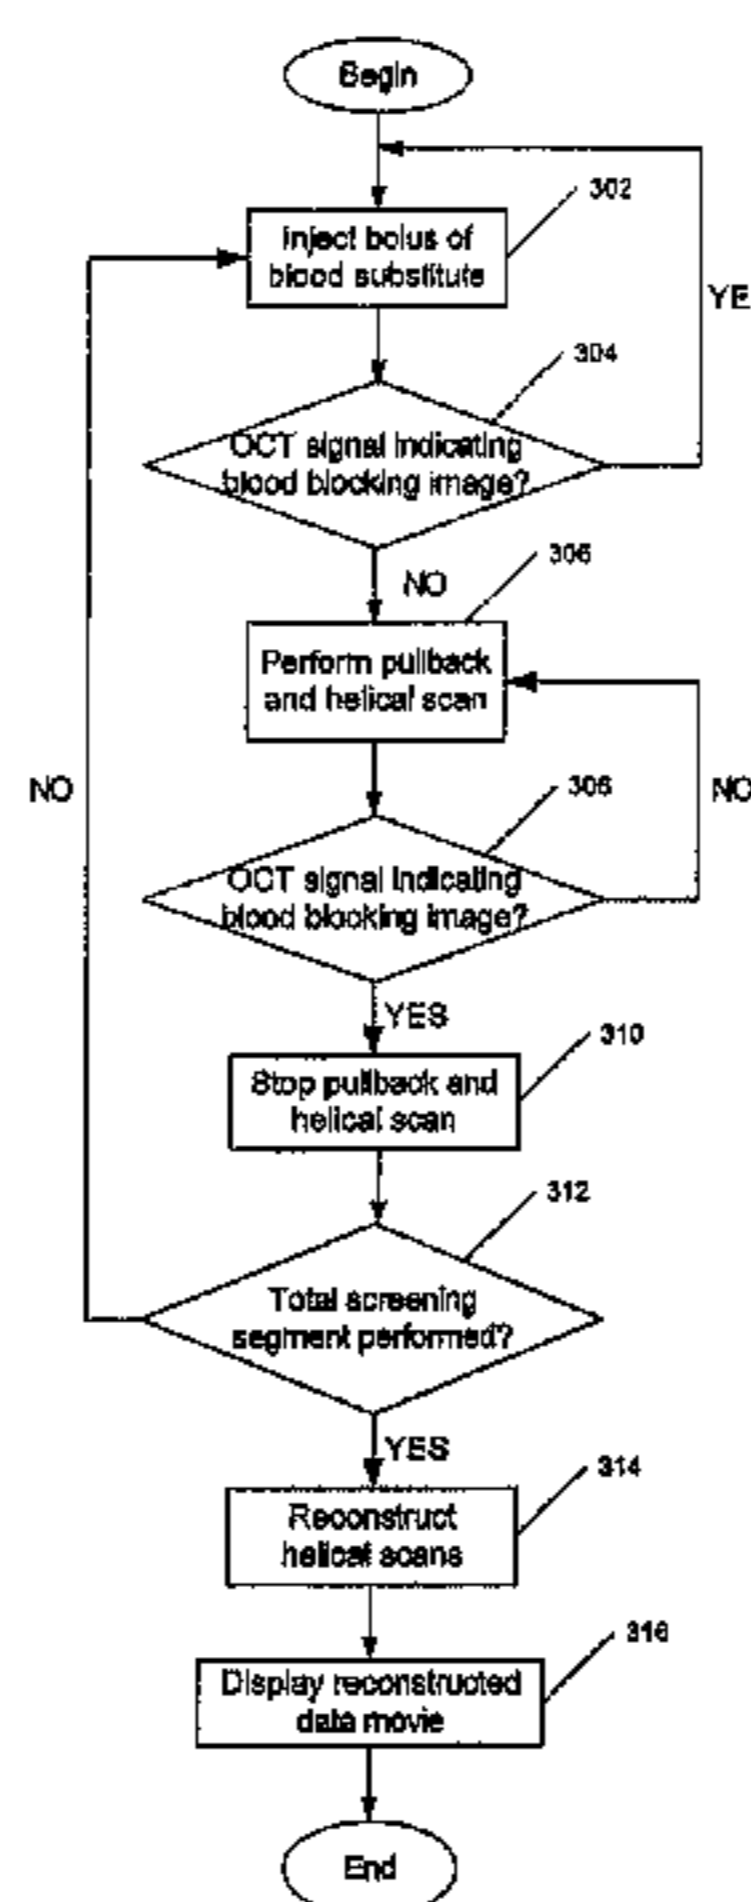 Begin
302
Inject bolus of
blood substitute
YE
304
OCT signal indicating
blood blocking image?
306
NO
Perform pullback
and helical scan
NO
NO
306
OCT signal indicating
blood blocking image?
YES
310
Stop pullback and
helical scan
312
Total screening
segment performed?
YES
314
Reconstruct
helical scans
316
Display reconstructed
data movie
End